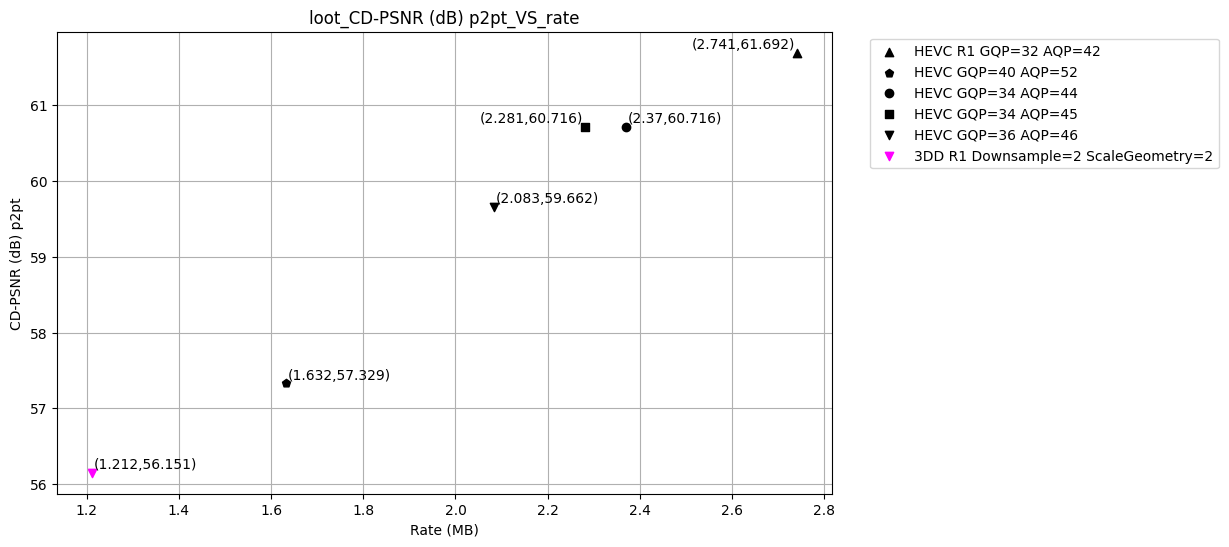 loot_CD-PSNR (dB) p2pt_VS_rate
(2.741,61.692)
HEVC R1 GQP=32 AQP=42
HEVC GQP=40 AQP=52
HEVC GQP=34 AQP=44
HEVC GQP=34 AQP=45
HEVC GQP=36 AQP=46
3DD R1 Downsample=2 ScaleGeometry=2
61
(2.281,60.716)
(2.37,60.716)
60
(2.083,59.662)
59
CD-PSNR (dB) p2pt
58
(1.632,57.329)
57
(1.212,56.151)
56
1.2 1.4 1.6 1.8 2.0 2.2 2.4 2.6 2.8
Rate (MB)